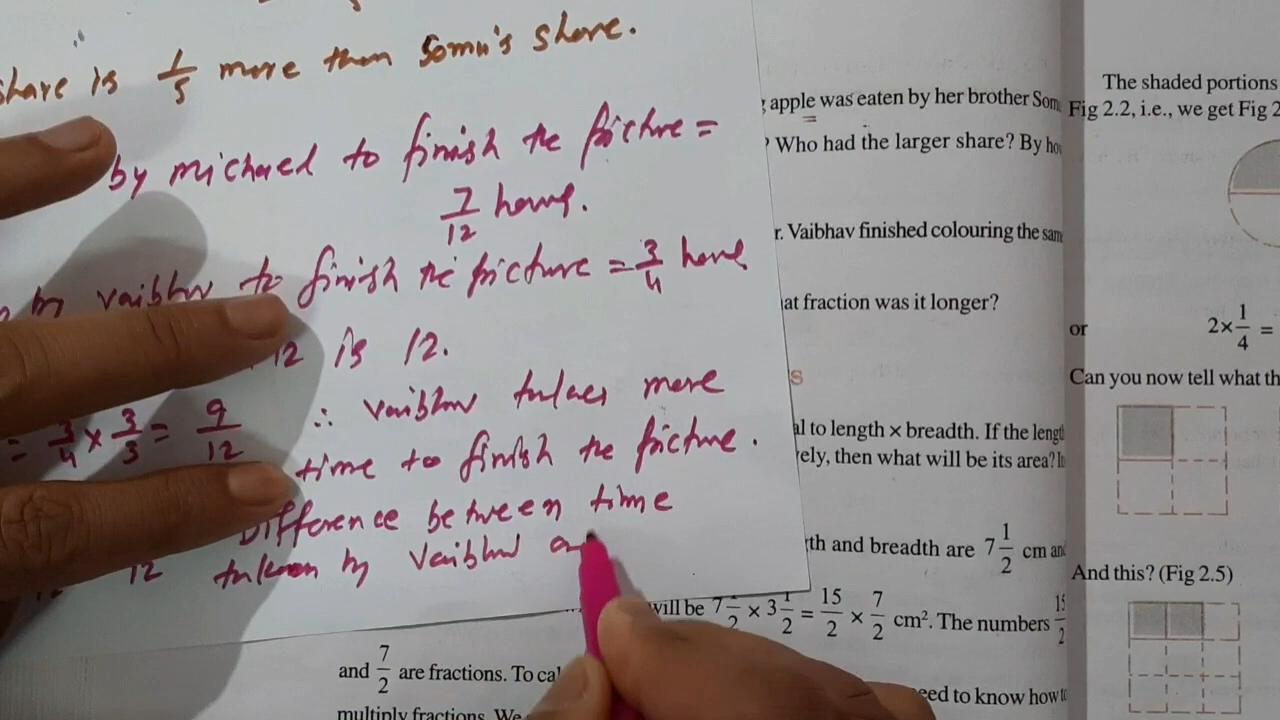 share is 1/5 more than Somu's share.
by michael to finish the picture =
7/12 hours.
by vaibhav to finish the picture = 3/4 hours
12 is 12.
= 3/4 × 3/3 = 9/12
∴ vaibhav takes more
time to finish the picture.
Difference between time
12 taken by Vaibhav an
apple was eaten by her brother Som
? Who had the larger share? By ho
r. Vaibhav finished colouring the sam
at fraction was it longer?
S
al to length × breadth. If the lengt
ely, then what will be its area?
th and breadth are 7 1/2 cm and
will be 7 × 3 1/2 = 15/2 × 7/2 cm². The numbers 15/2
and 7/2 are fractions. To cal
need to know how to
multiply fractions. We
The shaded portions
Fig 2.2, i.e., we get Fig 2
or 2× 1/4 =
Can you now tell what th
And this? (Fig 2.5)